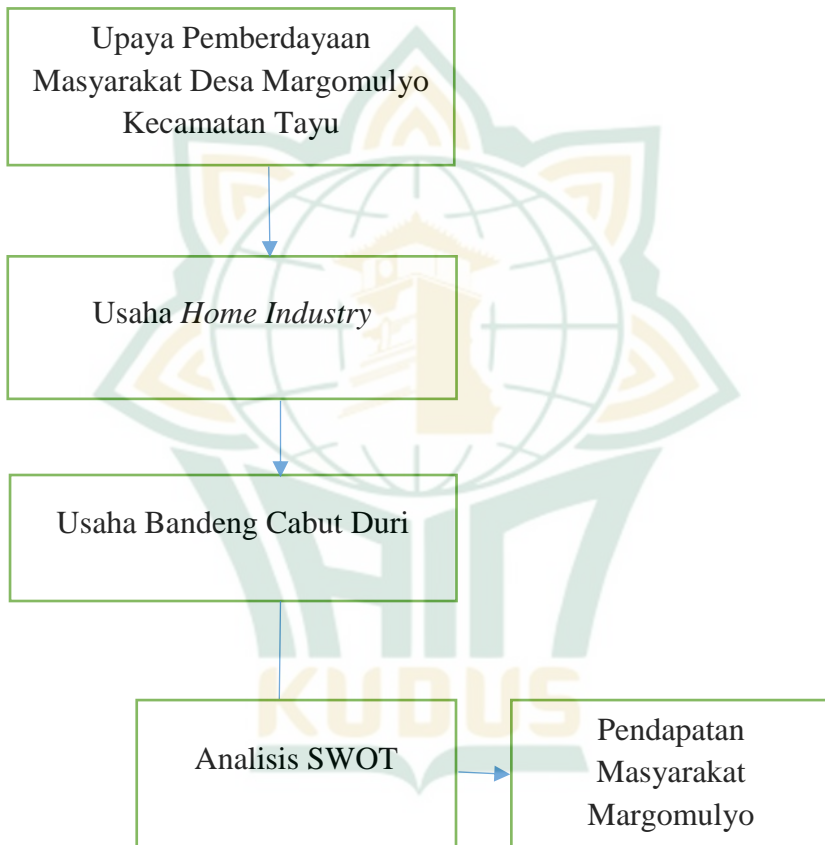 Upaya Pemberdayaan
Masyarakat Desa Margomulyo
Kecamatan Tayu
Usaha Home Industry
Usaha Bandeng Cabut Duri
Analisis SWOT
Pendapatan
Masyarakat
Margomulyo
IAIN
KUDUS